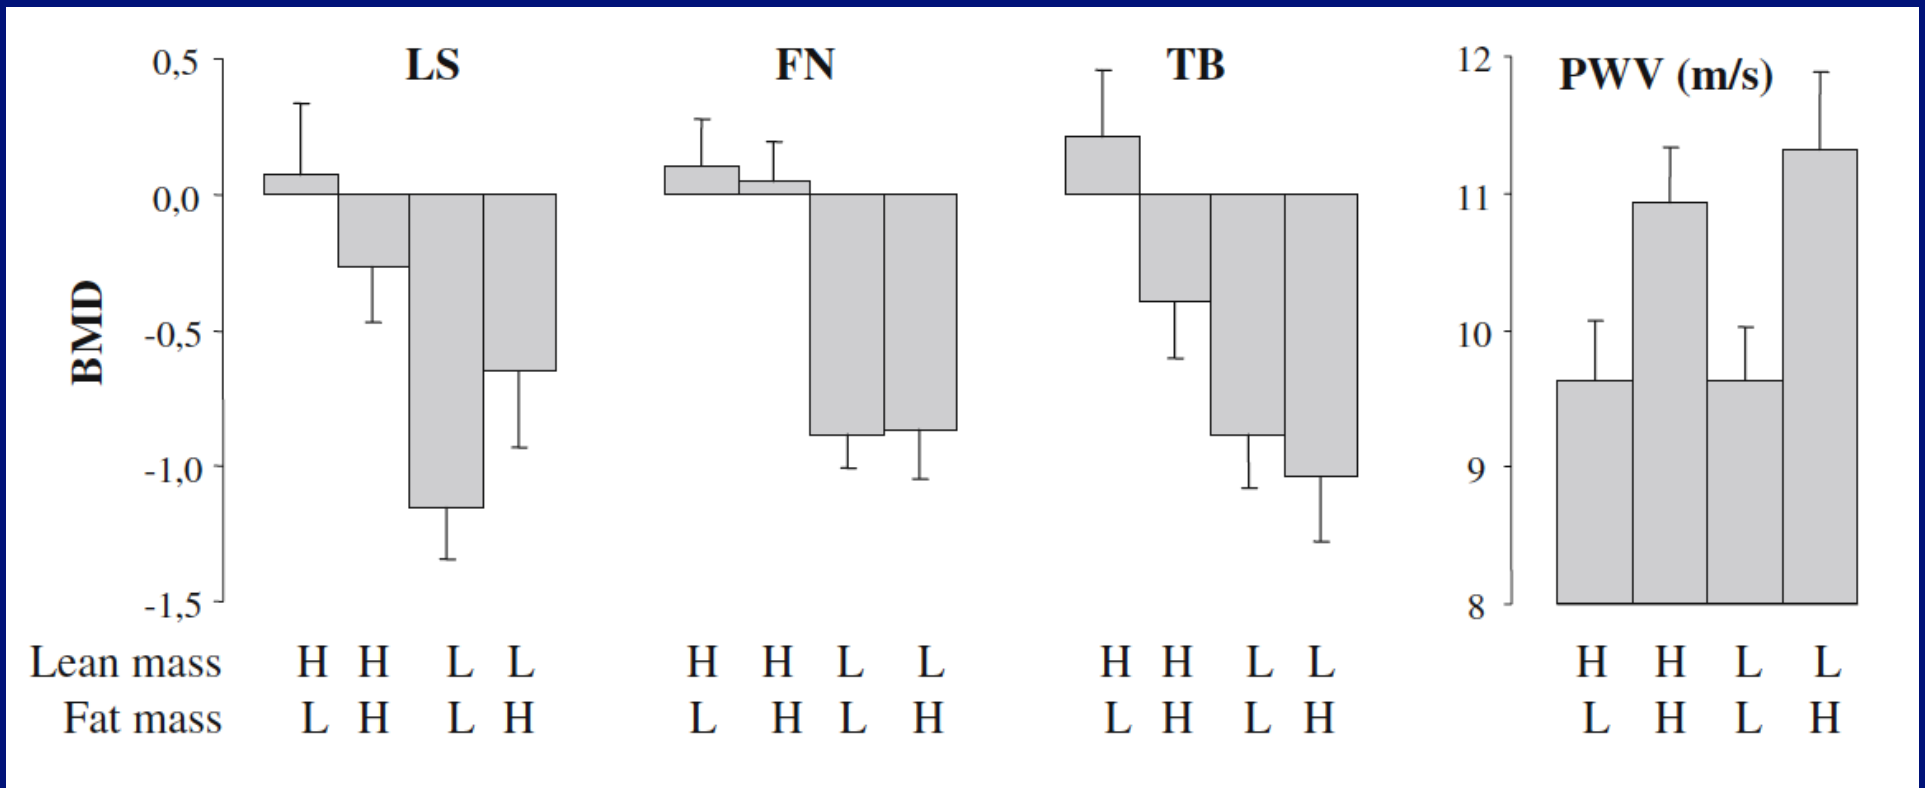 LS FN TB PWV (m/s)
0,5
0,0
-0,5
-1,0
-1,5
BMD
12
11
10
9
8
Lean mass H H L L H H L L H H L L H H L L
Fat mass L H L H L H L H L H L H L H L H